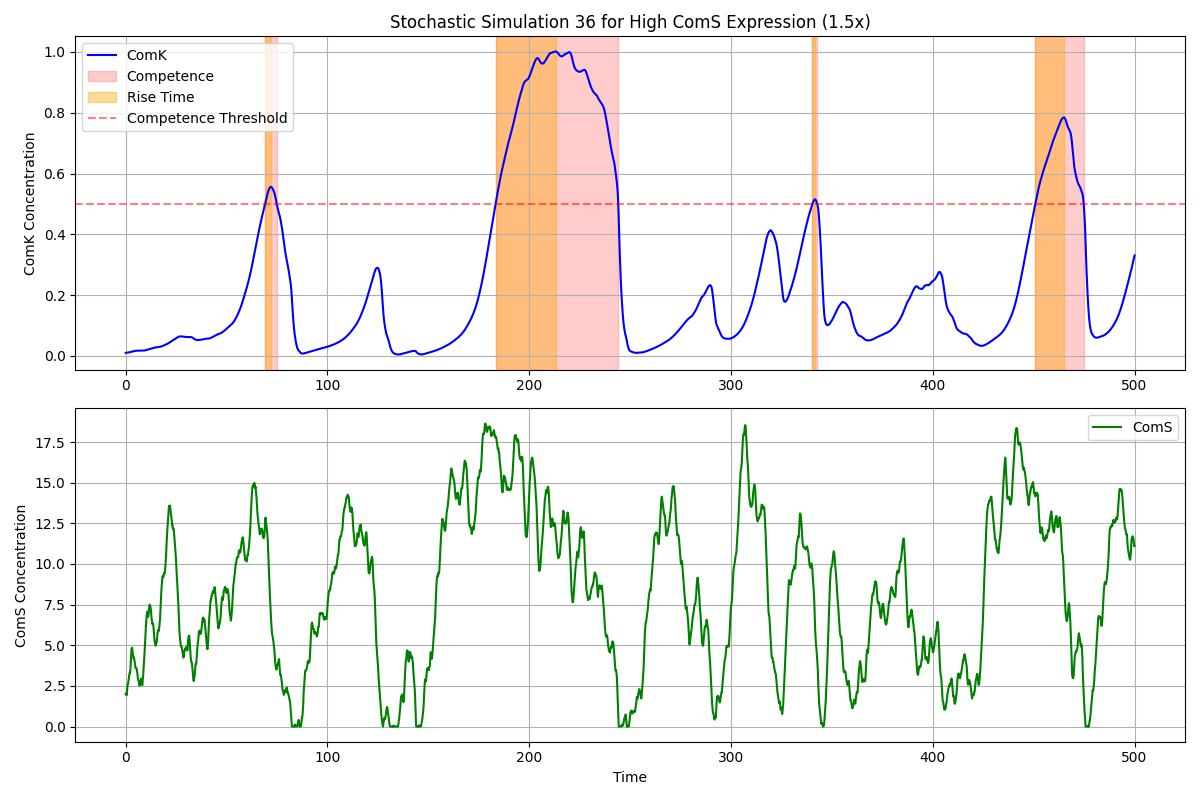 Stochastic Simulation 36 for High ComS Expression (1.5x)
ComK Concentration
1.0
0.8
0.6
0.4
0.2
0.0
ComK
Competence
Rise Time
Competence Threshold
0 100 200 300 400 500
ComS Concentration
17.5
15.0
12.5
10.0
7.5
5.0
2.5
0.0
ComS
0 100 200 300 400 500
Time